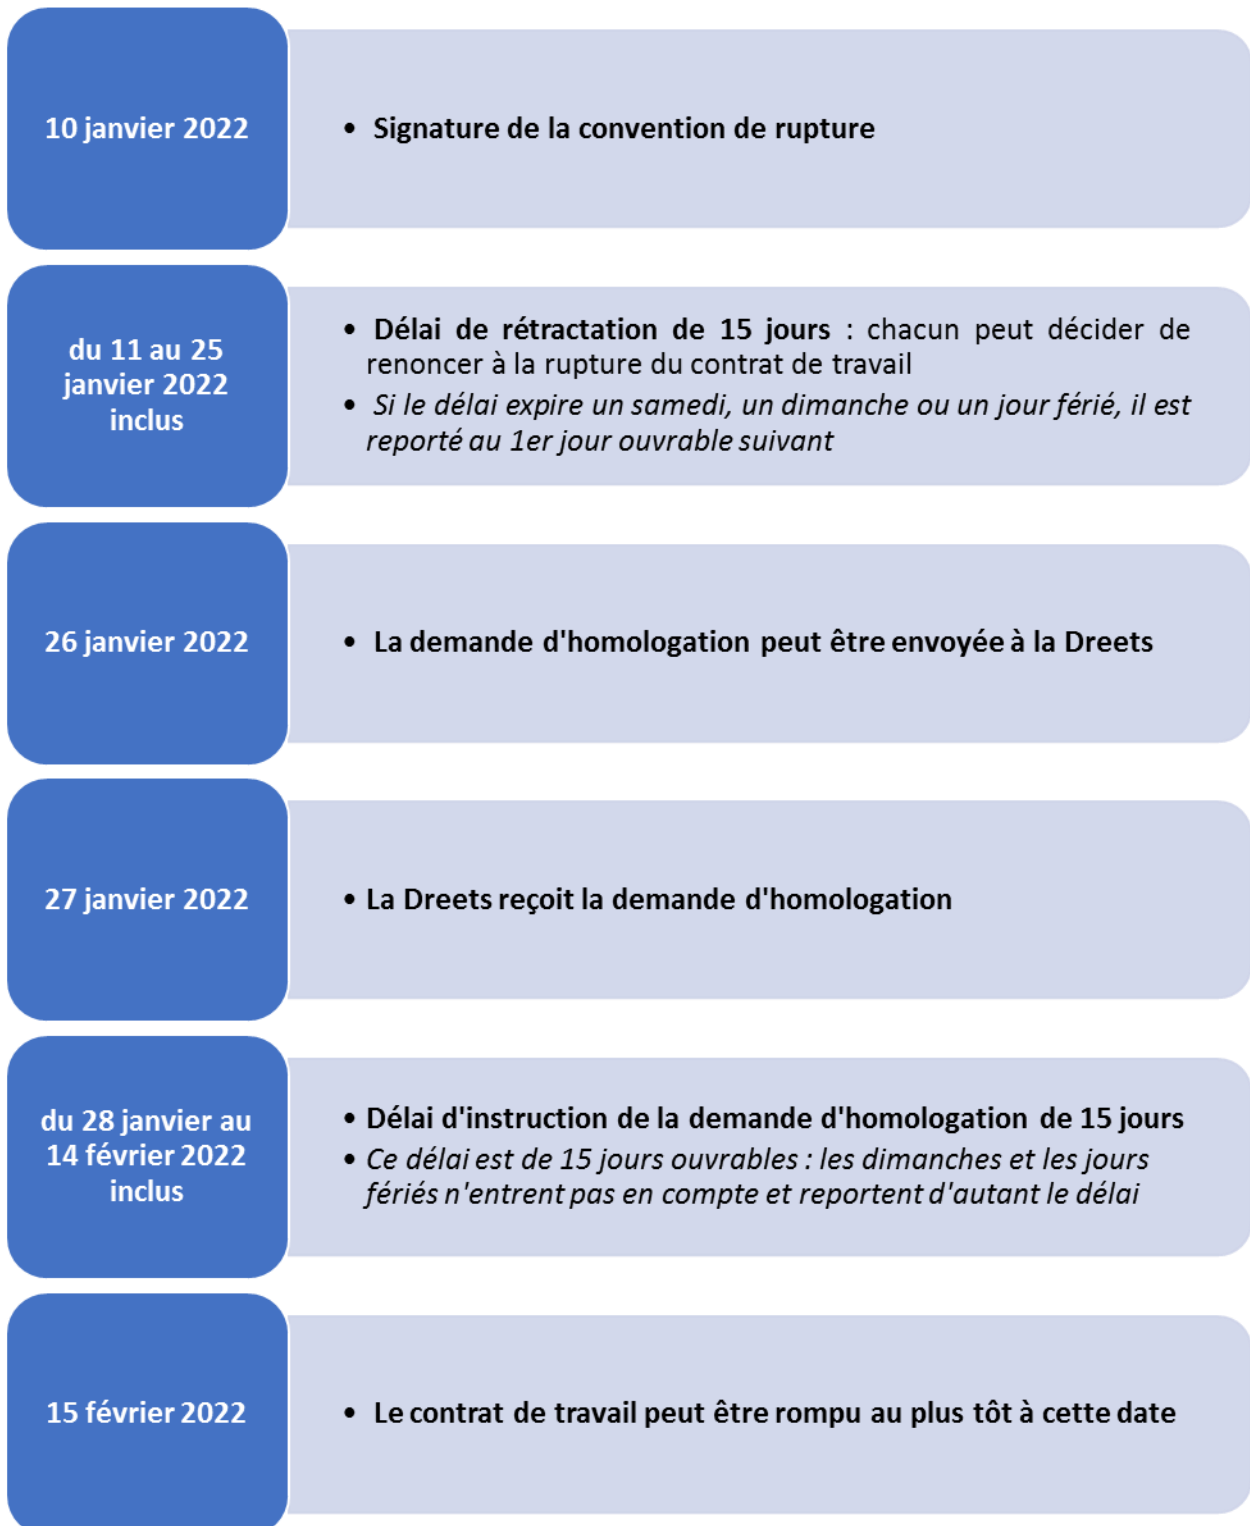 10 janvier 2022
• Signature de la convention de rupture
du 11 au 25
janvier 2022
inclus
• Délai de rétractation de 15 jours : chacun peut décider de
renoncer à la rupture du contrat de travail
• Si le délai expire un samedi, un dimanche ou un jour férié, il est
reporté au 1er jour ouvrable suivant
26 janvier 2022
• La demande d'homologation peut être envoyée à la Dreets
27 janvier 2022
• La Dreets reçoit la demande d'homologation
du 28 janvier au
14 février 2022
inclus
• Délai d'instruction de la demande d'homologation de 15 jours
• Ce délai est de 15 jours ouvrables : les dimanches et les jours
fériés n'entrent pas en compte et reportent d'autant le délai
15 février 2022
• Le contrat de travail peut être rompu au plus tôt à cette date